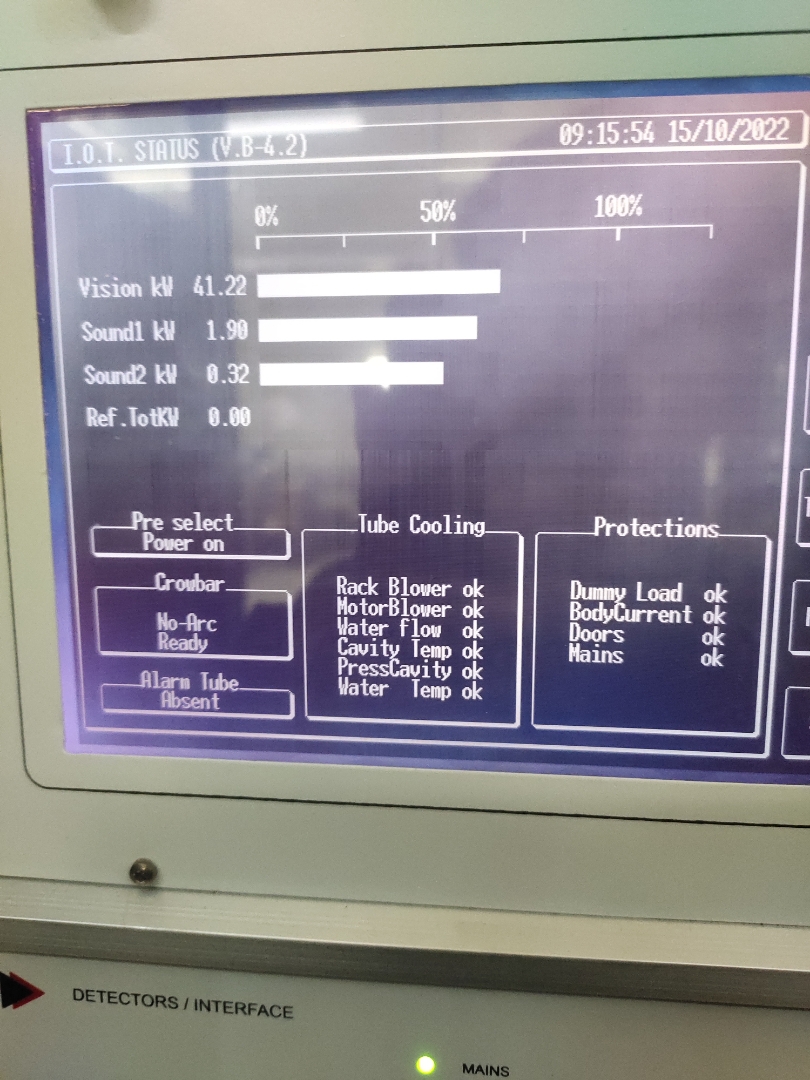 I.O.T. STATUS (V.B-4.2) 09:15:54 15/10/2022
0% 50% 100%
Vision kW 41.22
Sound1 kW 1.90
Sound2 kW 0.32
Ref.TotKW 0.00
Pre select
Power on
Crowbar
No-Arc
Ready
Alarm Tube
Absent
Tube Cooling
Rack Blower ok
MotorBlower ok
Water flow ok
Cavity Temp ok
PressCavity ok
Water Temp ok
Protections
Dummy Load ok
BodyCurrent ok
Doors ok
Mains ok
DETECTORS / INTERFACE
MAINS